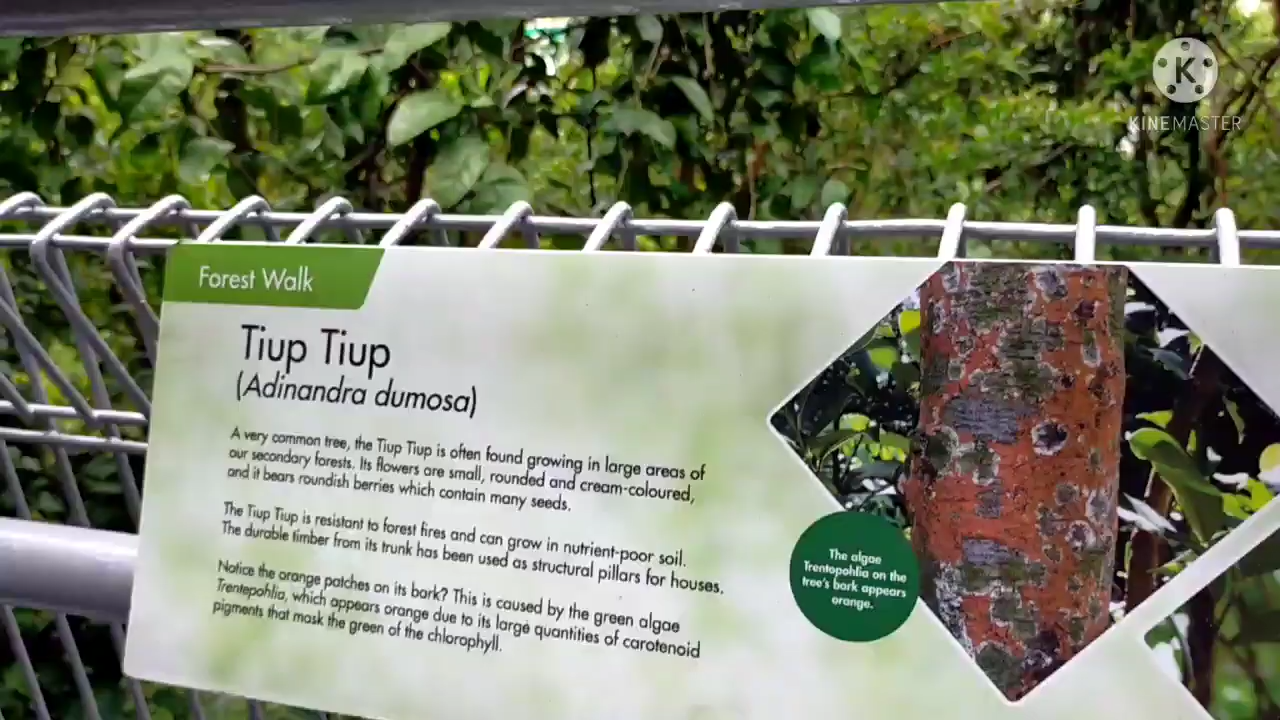 K
KINEMASTER
Forest Walk
Tiup Tiup
(Adinandra dumosa)
A very common tree, the Tiup Tiup is often found growing in large areas of
our secondary forests. Its flowers are small, rounded and cream-coloured,
and it bears roundish berries which contain many seeds.
The Tiup Tiup is resistant to forest fires and can grow in nutrient-poor soil.
The durable timber from its trunk has been used as structural pillars for houses.
Notice the orange patches on its bark? This is caused by the green algae
Trentepohlia, which appears orange due to its large quantities of carotenoid
pigments that mask the green of the chlorophyll.
The algae
Trentopohlia on the
tree's bark appears
orange.